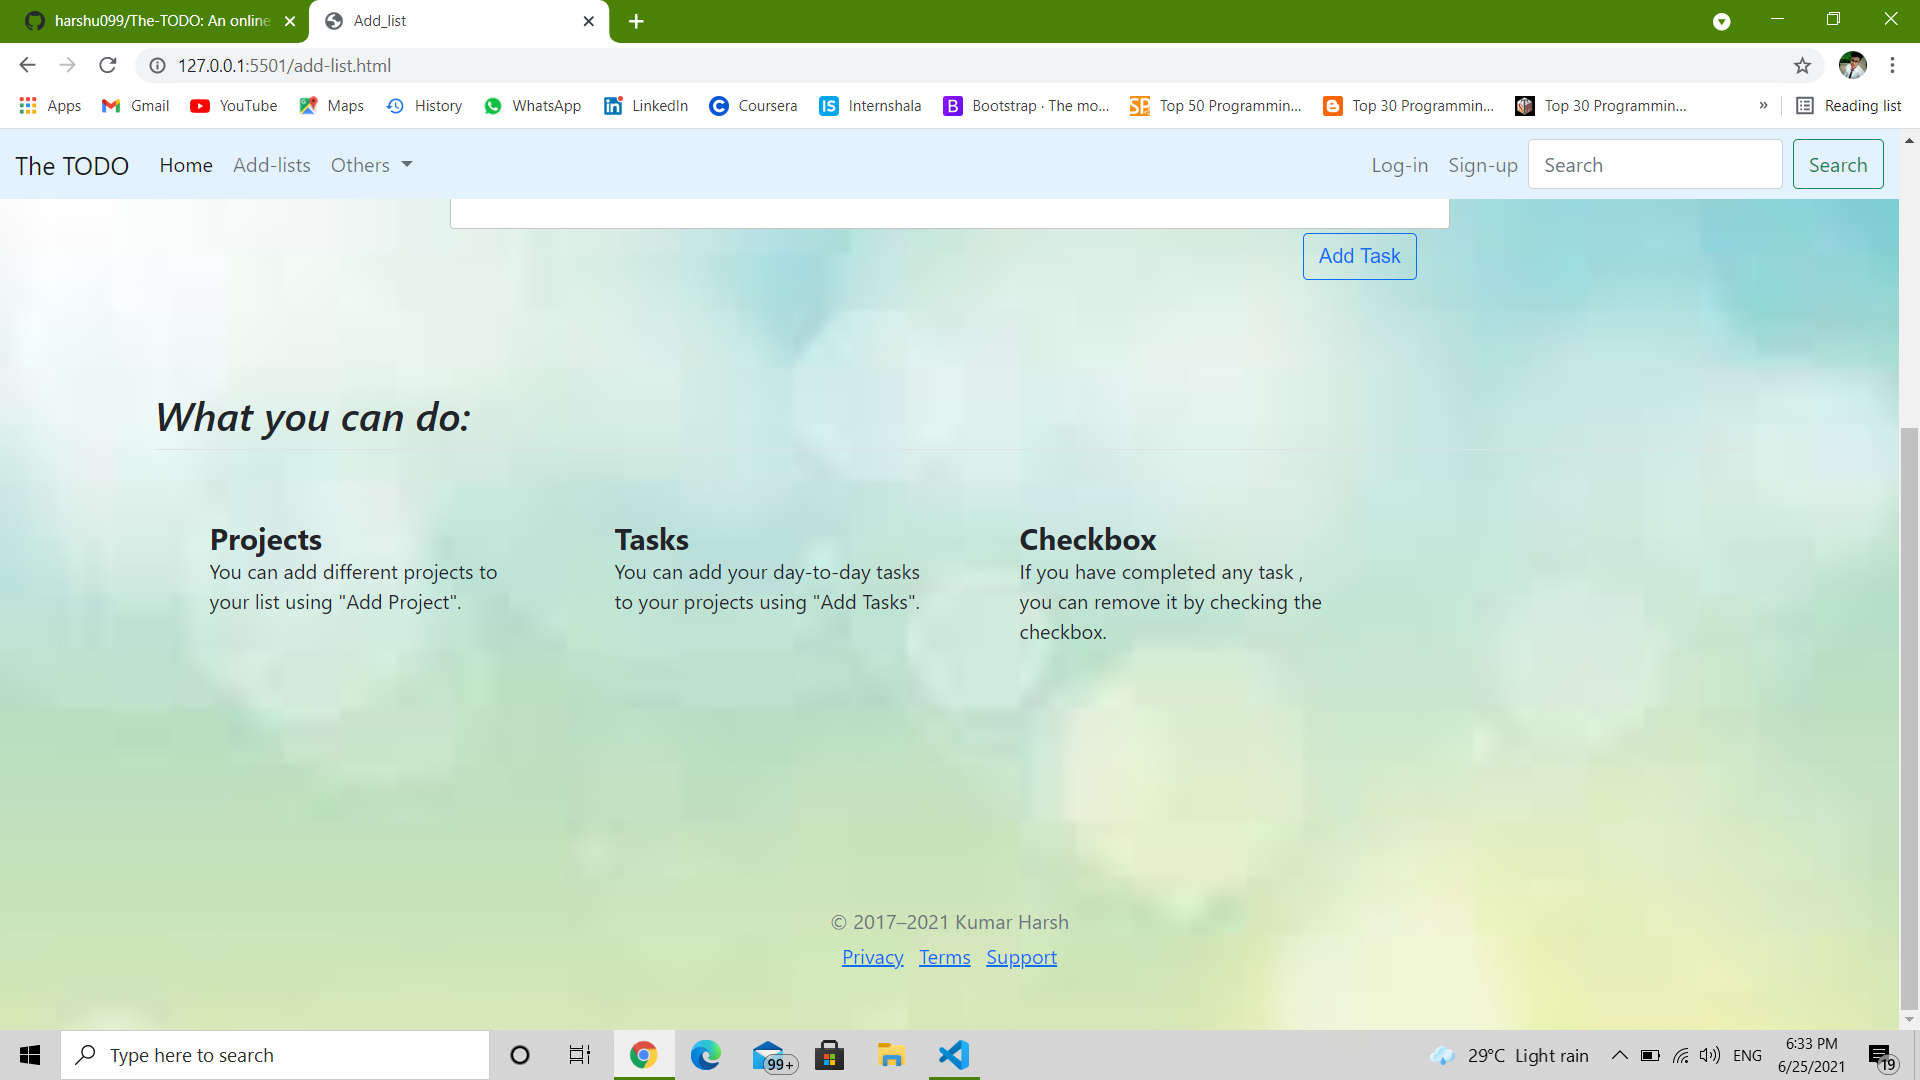 harshu099/The-TODO: An online
Add_list
127.0.0.1:5501/add-list.html
Apps
Gmail
YouTube
Maps
History
WhatsApp
LinkedIn
Coursera
Internshala
Bootstrap · The mo...
Top 50 Programmin...
Top 30 Programmin...
Top 30 Programmin...
»
Reading list
The TODO
Home
Add-lists
Others
Log-in
Sign-up
Search
Search
Add Task
What you can do:
Projects
You can add different projects to
your list using "Add Project".
Tasks
You can add your day-to-day tasks
to your projects using "Add Tasks".
Checkbox
If you have completed any task ,
you can remove it by checking the
checkbox.
© 2017–2021 Kumar Harsh
Privacy Terms Support
Type here to search
99+
29°C Light rain
ENG
6:33 PM
6/25/2021
19